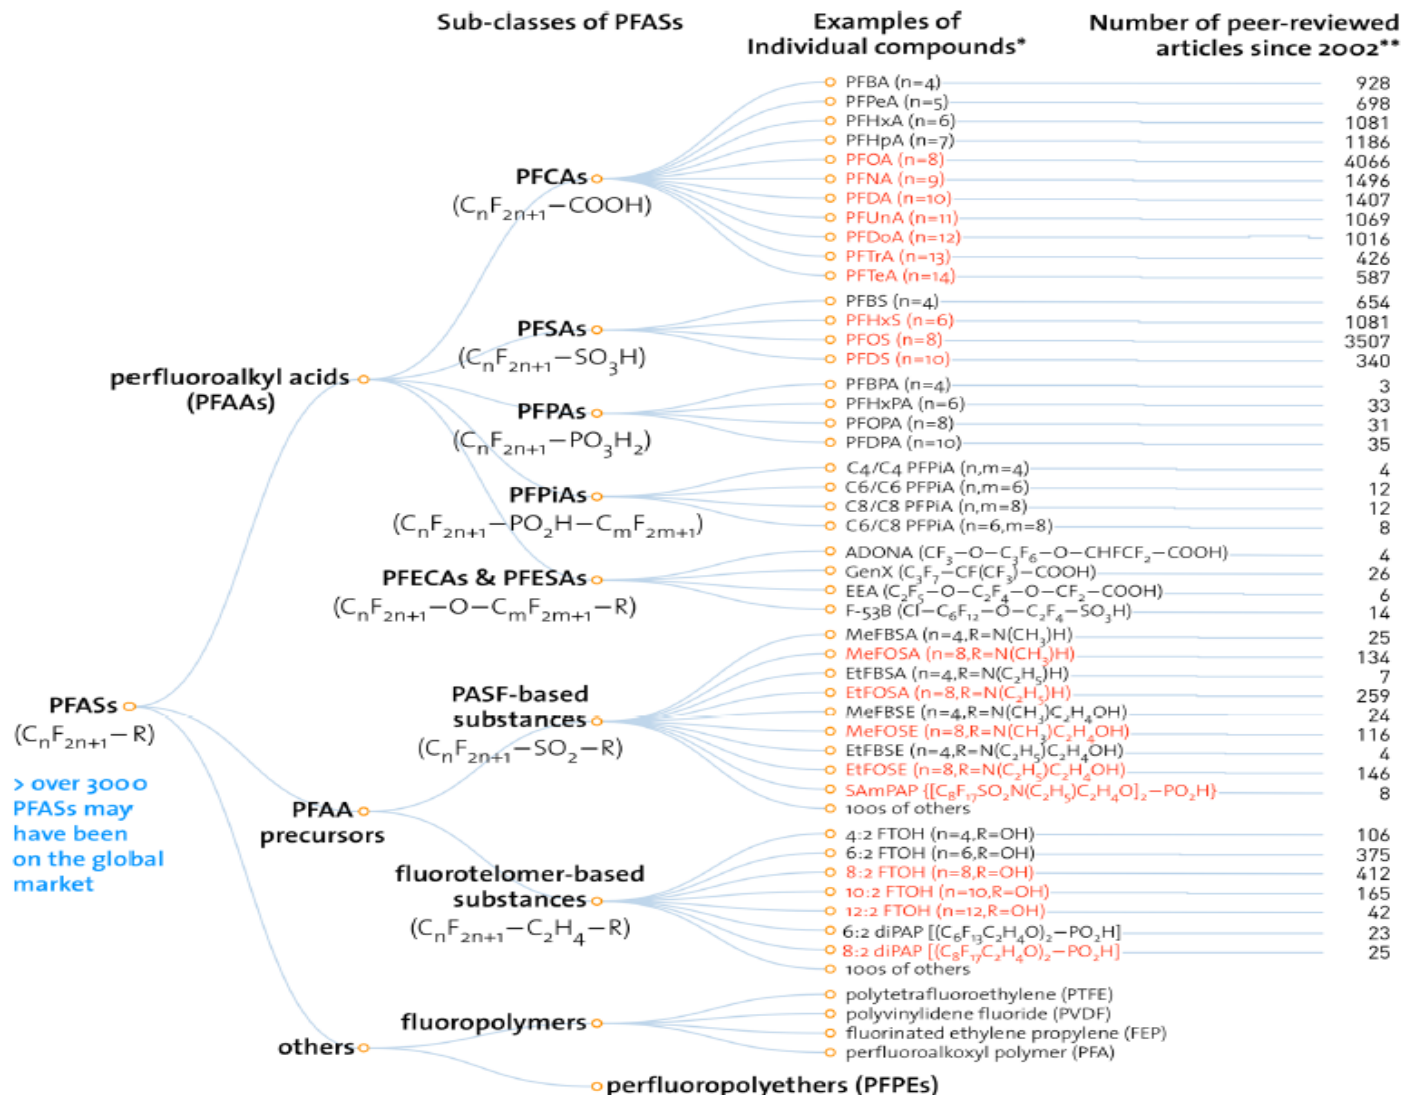 Sub-classes of PFASs
Examples of
Individual compounds*
Number of peer-reviewed
articles since 2002**
PFASs
(CnF2n+1–R)
> over 3000
PFASs may
have been
on the global
market
perfluoroalkyl acids
(PFAAs)
PFCAs
(CnF2n+1–COOH)
PFBA (n=4) 928
PFPeA (n=5) 698
PFHxA (n=6) 1081
PFHpA (n=7) 1186
PFOA (n=8) 4066
PFNA (n=9) 1496
PFDA (n=10) 1407
PFUnA (n=11) 1069
PFDoA (n=12) 1016
PFTrA (n=13) 426
PFTeA (n=14) 587
PFSAs
(CnF2n+1–SO3H)
PFBS (n=4) 654
PFHxS (n=6) 1081
PFOS (n=8) 3507
PFDS (n=10) 340
PFPAs
(CnF2n+1–PO3H2)
PFBPA (n=4) 3
PFHxPA (n=6) 33
PFOPA (n=8) 31
PFDPA (n=10) 35
PFPiAs
(CnF2n+1–PO2H–CmF2m+1)
C4/C4 PFPiA (n,m=4) 4
C6/C6 PFPiA (n,m=6) 12
C8/C8 PFPiA (n,m=8) 12
C6/C8 PFPiA (n=6,m=8) 8
PFECAs & PFESAs
(CnF2n+1–O–CmF2m+1–R)
ADONA (CF3–O–C3F6–O–CHFCF2–COOH) 4
GenX (C3F7–CF(CF3)–COOH) 26
EEA (C2F5–O–C2F4–O–CF2–COOH) 6
F-53B (Cl–C6F12–O–C2F4–SO3H) 14
PFAA
precursors
PASF-based
substances
(CnF2n+1–SO2–R)
MeFBSA (n=4,R=N(CH3)H) 25
MeFOSA (n=8,R=N(CH3)H) 134
EtFBSA (n=4,R=N(C2H5)H) 7
EtFOSA (n=8,R=N(C2H5)H) 259
MeFBSE (n=4,R=N(CH3)C2H4OH) 24
MeFOSE (n=8,R=N(CH3)C2H4OH) 116
EtFBSE (n=4,R=N(C2H5)C2H4OH) 4
EtFOSE (n=8,R=N(C2H5)C2H4OH) 146
SAmPAP {[C8F17SO2N(C2H5)C2H4O]2–PO2H} 8
100s of others
fluorotelomer-based
substances
(CnF2n+1–C2H4–R)
4:2 FTOH (n=4,R=OH) 106
6:2 FTOH (n=6,R=OH) 375
8:2 FTOH (n=8,R=OH) 412
10:2 FTOH (n=10,R=OH) 165
12:2 FTOH (n=12,R=OH) 42
6:2 diPAP [(C6F13C2H4O)2–PO2H] 23
8:2 diPAP [(C8F17C2H4O)2–PO2H] 25
100s of others
others
fluoropolymers
polytetrafluoroethylene (PTFE)
polyvinylidene fluoride (PVDF)
fluorinated ethylene propylene (FEP)
perfluoroalkoxyl polymer (PFA)
perfluoropolyethers (PFPEs)